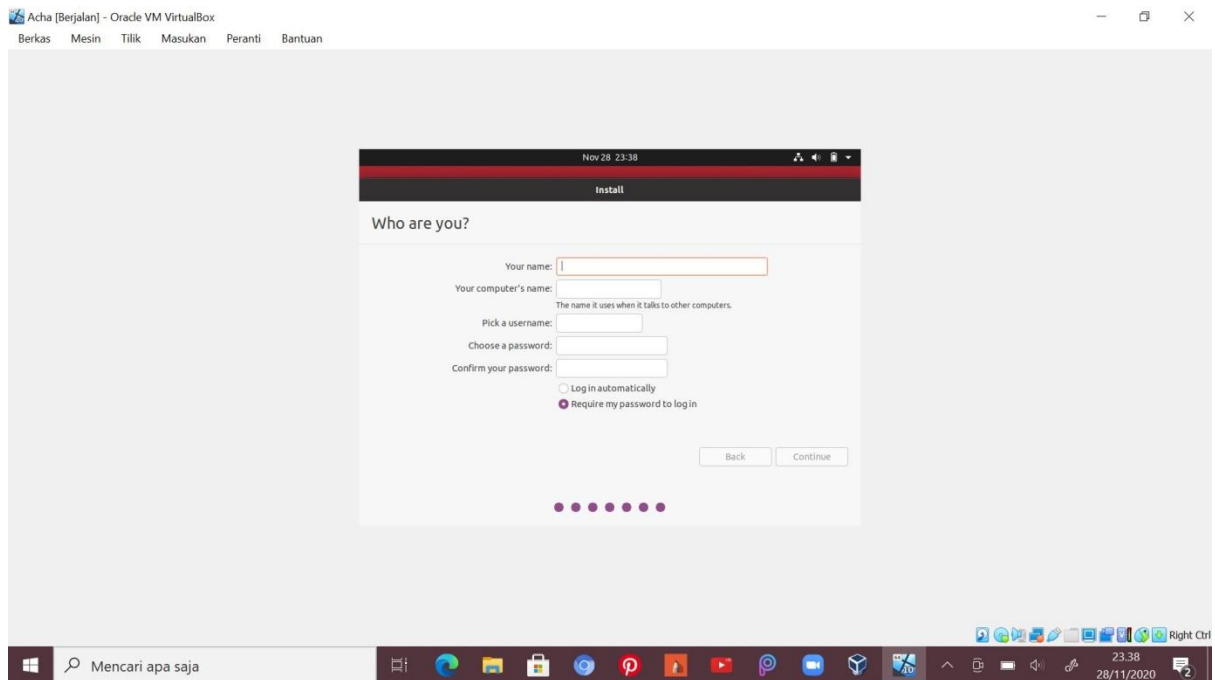 Acha [Berjalan] - Oracle VM VirtualBox
Berkas Mesin Tilik Masukan Peranti Bantuan
Nov 28 23:38
Install
Who are you?
Your name:
Your computer's name:
The name it uses when it talks to other computers.
Pick a username:
Choose a password:
Confirm your password:
Log in automatically
Require my password to log in
Back Continue
Right Ctrl
Mencari apa saja
23.38
28/11/2020
2